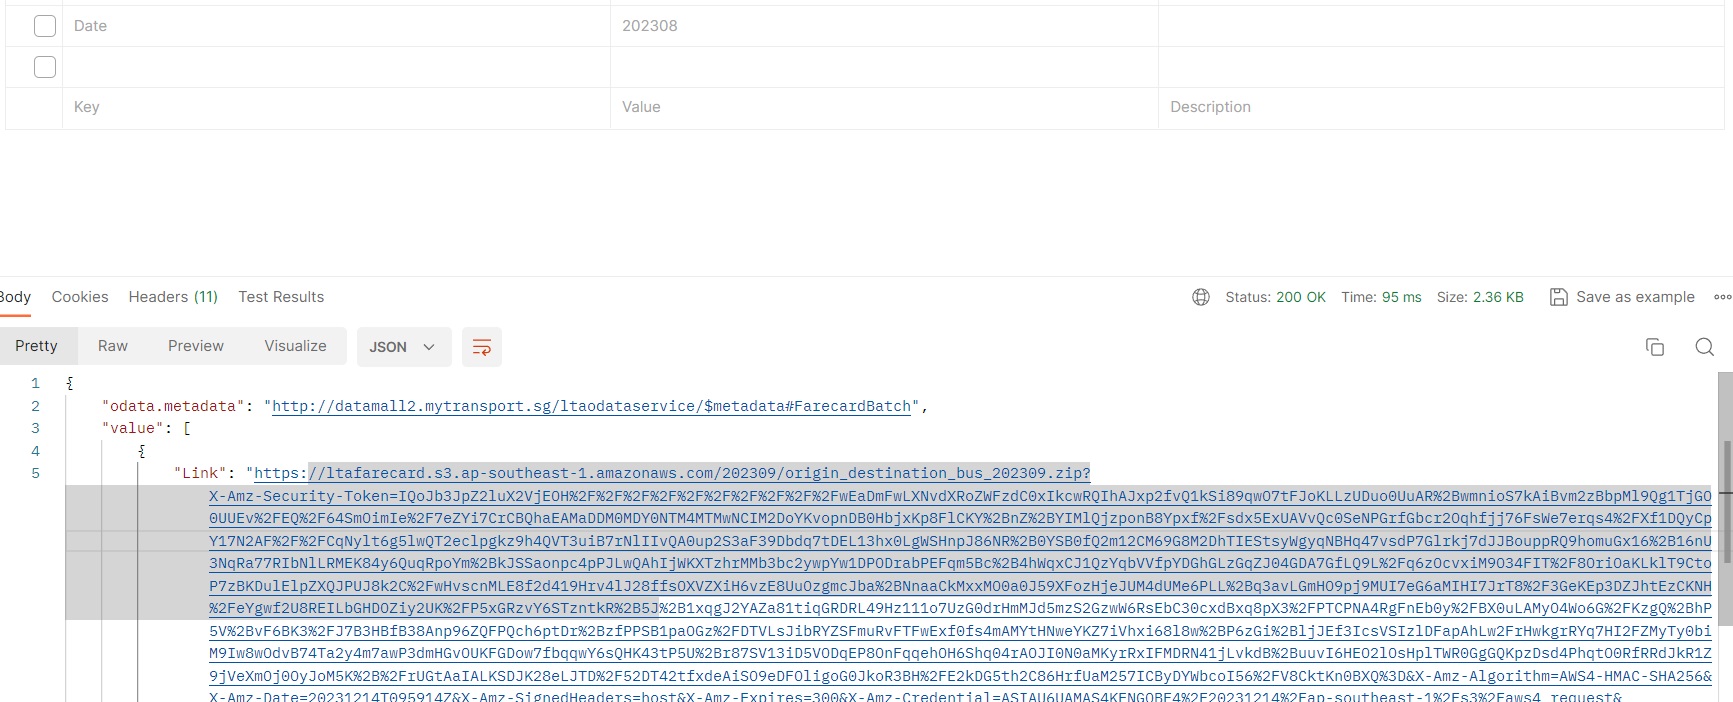 Date 202308
Key Value Description
Body Cookies Headers (11) Test Results Status: 200 OK Time: 95 ms Size: 2.36 KB Save as example
Pretty Raw Preview Visualize JSON
1 {
2 "odata.metadata": "http://datamall2.mytransport.sg/ltaodataservice/$metadata#FarecardBatch",
3 "value": [
4 {
5 "Link": "https://ltafarecard.s3.ap-southeast-1.amazonaws.com/202309/origin_destination_bus_202309.zip?
X-Amz-Security-Token=IQoJb3JpZ2luX2VjEOH%2F%2F%2F%2F%2F%2F%2F%2F%2F%2FwEaDmFwLXNvdXRoZWFzdC0xIkcwRQIhAJxp2fvQ1kSi89qwO7tFJoKLLzUDuo0UuAR%2BwmnioS7kAiBvm2zBbpMl9Qg1TjGO
0UUEv%2FEQ%2F64SmOimIe%2F7eZYi7CrCBQhaEAMaDDM0MDY0NTM4MTMwNCIM2DoYKvopnDB0HbjxKp8FlCKY%2BnZ%2BYIMlQjzponB8Ypxf%2Fsdx5ExUAVvQc0SeNPGrfGbcr2Oqhfjj76FsWe7erqs4%2FXf1DQyCp
Y17N2AF%2F%2FCqNylt6g5lwQT2eclpgkz9h4QVT3uiB7rNlIIvQA0up2S3aF39Dbdq7tDEL13hx0LgWSHnpJ86NR%2B0YSB0fQ2m12CM69G8M2DhTIEStsyWgyqNBHq47vsdP7Glrkj7dJJBouppRQ9homuGx16%2B16nU
3NqRa77RIbNlLRMEK84y6QuqRpoYm%2BkJSSaonpc4pPJLwQAhIjWKXTzhrMMb3bc2ywpYw1DPODrabPEFqm5Bc%2B4hWqxCJ1QzYqbVVfpYDGhGLzGqZJ04GDA7GfLQ9L%2Fq6zOcvxiM9O34FIT%2F8OriOaKLklT9Cto
P7zBKDulElpZXQJPUJ8k2C%2FwHvscnMLE8f2d419Hrv4lJ28ffsOXVZXiH6vzE8UuOzgmcJba%2BNnaaCkMxxMO0a0J59XFozHjeJUM4dUMe6PLL%2Bq3avLGmHO9pj9MUI7eG6aMIHI7JrT8%2F3GeKEp3DZJhtEzCKNH
%2FeYgwf2U8REILbGHDOZiy2UK%2FP5xGRzvY6STzntkR%2B5J%2B1xqgJ2YAZa81tiqGRDRL49Hz111o7UzG0drHmMJd5mzS2GzwW6RsEbC30cxdBxq8pX3%2FPTCPNA4RgFnEb0y%2FBX0uLAMyO4Wo6G%2FKzgQ%2BhP
5V%2BvF6BK3%2FJ7B3HBfB38Anp96ZQFPQch6ptDr%2BzfPPSB1paOGz%2FDTVLsJibRYZSFmuRvFTFwExf0fs4mAMYtHNweYKZ7iVhxi68l8w%2BP6zGi%2BljJEf3IcsVSIzlDFapAhLw2FrHwkgrRYq7HI2FZMyTy0bi
M9Iw8wOdvB74Ta2y4m7awP3dmHGvOUKFGDow7fbqqwY6sQHK43tP5U%2Br87SV13iD5VODqEP8OnFqqehOH6Shq04rAOJI0N0aMKyrRxIFMDRN41jLvkdB%2BuuvI6HEO2lOsHplTWR0GgGQKpzDsd4PhqtO0RfRRdJkR1Z
9jVeXmOj0OyJoM5K%2B%2FrUGtAaIALKSDJK28eLJTD%2F52DT42tfxdeAiSO9eDFOligoG0JkoR3BH%2FE2kDG5th2C86HrfUaM257ICByDYWbcoI56%2FV8CktKn0BXQ%3D&X-Amz-Algorithm=AWS4-HMAC-SHA256&
X-Amz-Date=20231214T095914Z&X-Amz-SignedHeaders=host&X-Amz-Expires=300&X-Amz-Credential=ASIAU6UAMAS4KENGOBE4%2F20231214%2Fap-southeast-1%2Fs3%2Faws4_request&